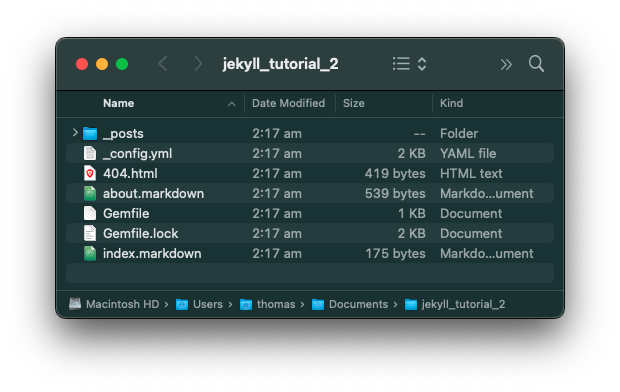 jekyll_tutorial_2
Name Date Modified Size Kind
_posts 2:17 am -- Folder
_config.yml 2:17 am 2 KB YAML file
404.html 2:17 am 419 bytes HTML text
about.markdown 2:17 am 539 bytes Markdo...ument
Gemfile 2:17 am 1 KB Document
Gemfile.lock 2:17 am 2 KB Document
index.markdown 2:17 am 175 bytes Markdo...ument
Macintosh HD › Users › thomas › Documents › jekyll_tutorial_2